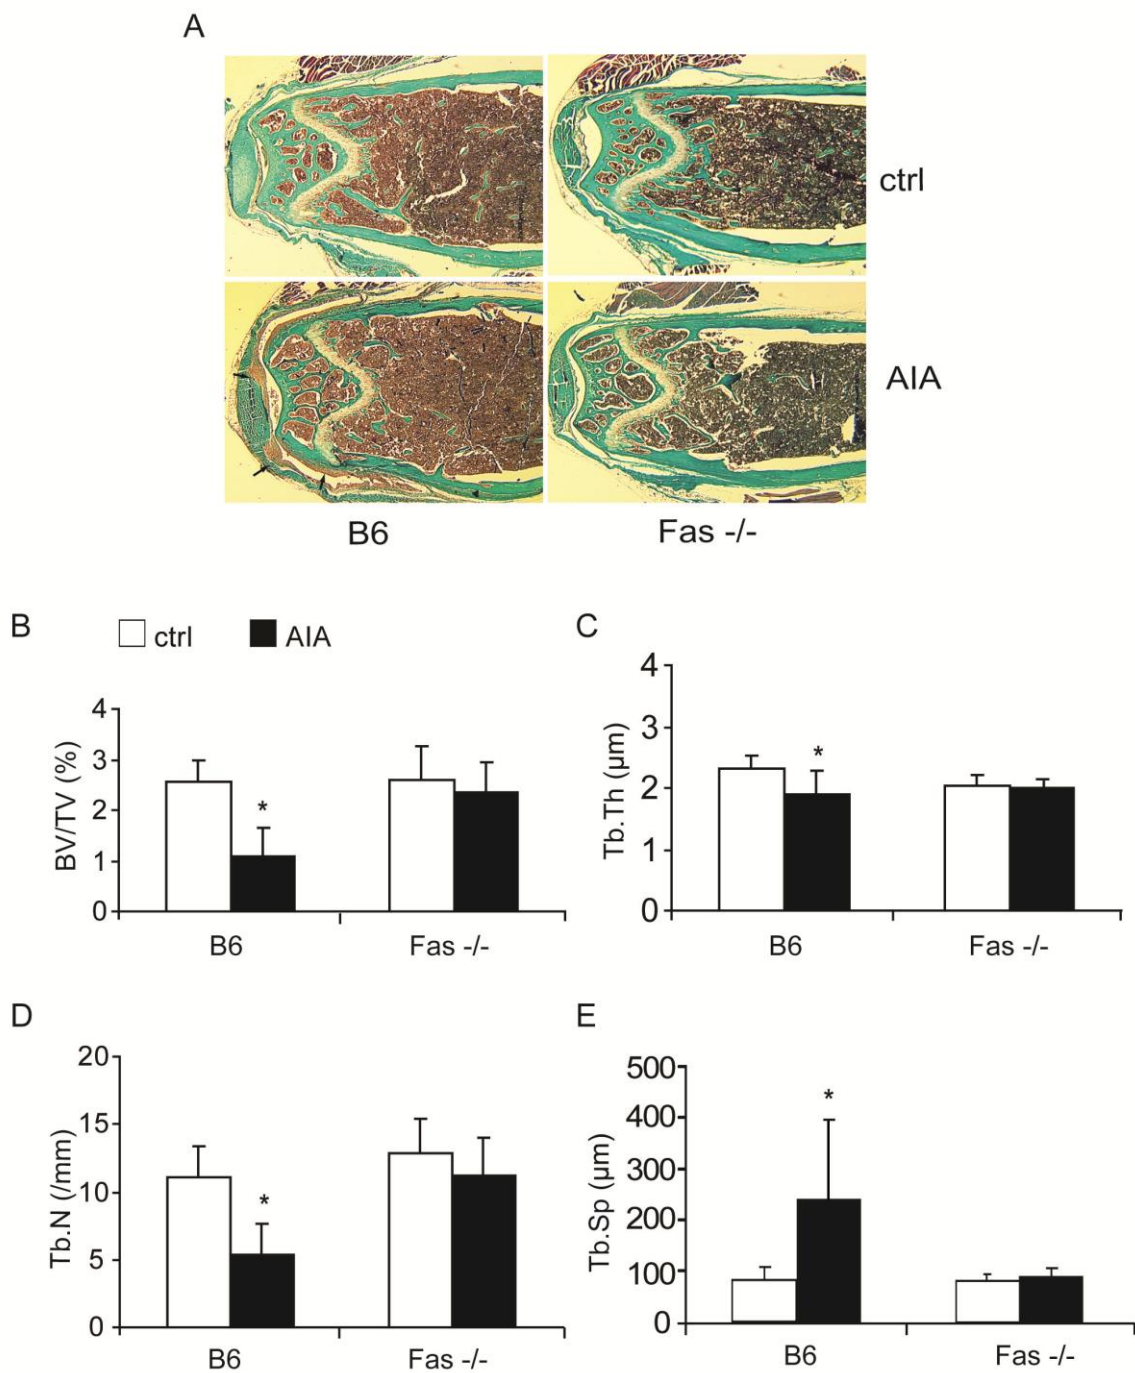 A
ctrl
AIA
B6 Fas -/-
B
ctrl AIA
BV/TV (%)
4
3
2
1
0
B6 Fas -/-
C
Tb.Th (µm)
4
3
2
1
0
B6 Fas -/-
D
Tb.N (/mm)
20
15
10
5
0
*
B6 Fas -/-
E
Tb.Sp (µm)
500
400
300
200
100
0
*
B6 Fas -/-